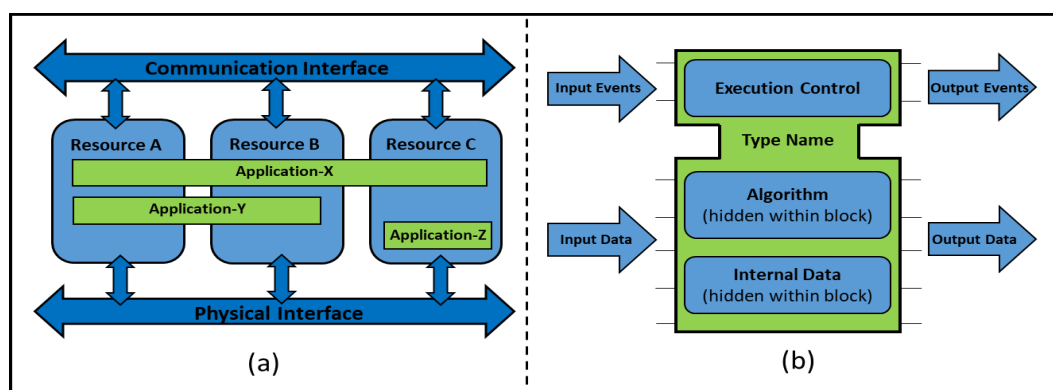 Communication Interface
Resource A
Resource B
Resource C
Application-X
Application-Y
Application-Z
Physical Interface
(a)
Input Events
Execution Control
Output Events
Type Name
Algorithm
(hidden within block)
Input Data
Output Data
Internal Data
(hidden within block)
(b)